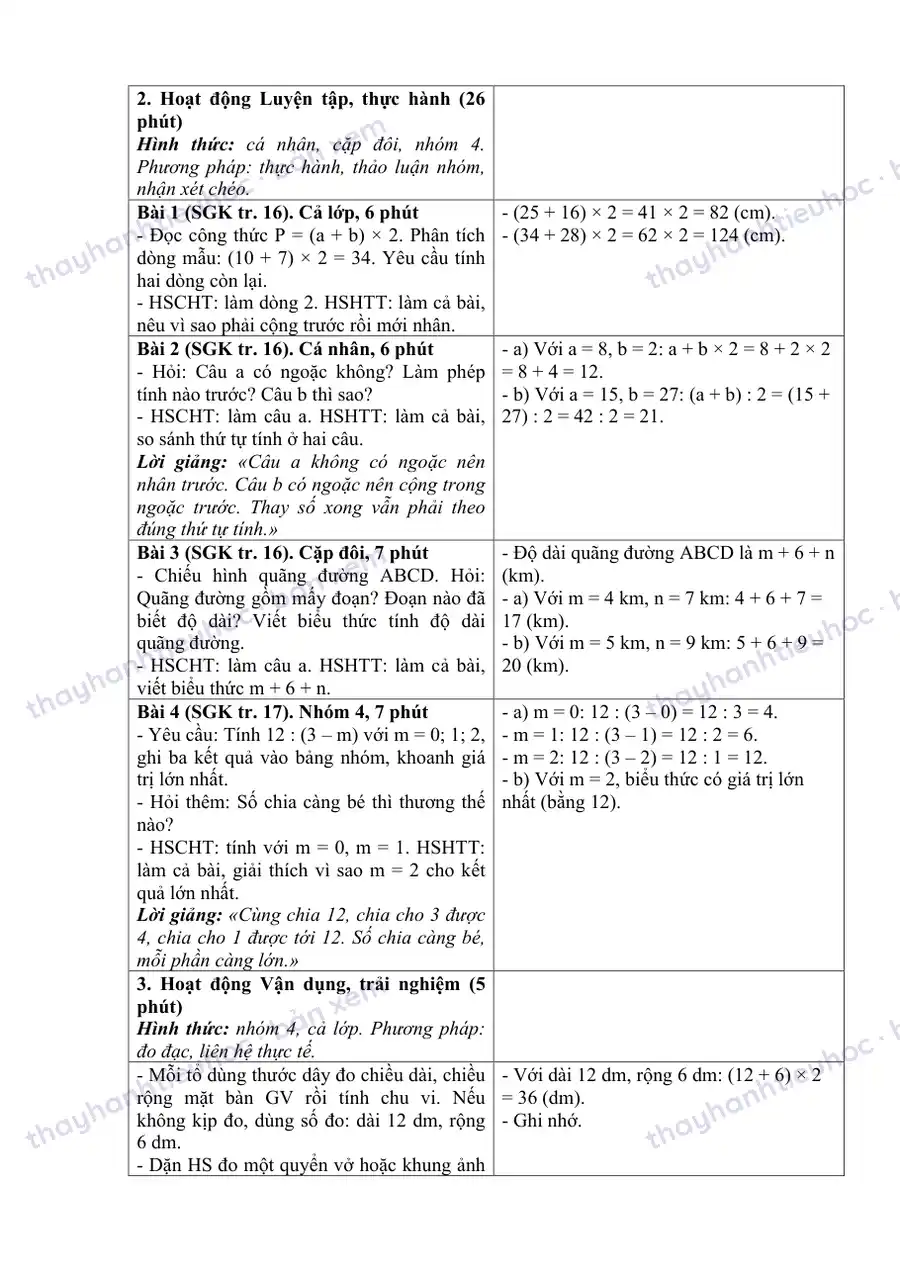 2. Hoạt động Luyện tập, thực hành (26
phút)
Hình thức: cá nhân, cặp đôi, nhóm 4.
Phương pháp: thực hành, thảo luận nhóm,
nhận xét chéo.
Bài 1 (SGK tr. 16). Cả lớp, 6 phút
- Đọc công thức P = (a + b) × 2. Phân tích
dòng mẫu: (10 + 7) × 2 = 34. Yêu cầu tính
hai dòng còn lại.
- HSCHT: làm dòng 2. HSHTT: làm cả bài,
nêu vì sao phải cộng trước rồi mới nhân.
- (25 + 16) × 2 = 41 × 2 = 82 (cm).
- (34 + 28) × 2 = 62 × 2 = 124 (cm).
Bài 2 (SGK tr. 16). Cá nhân, 6 phút
- Hỏi: Câu a có ngoặc không? Làm phép
tính nào trước? Câu b thì sao?
- HSCHT: làm câu a. HSHTT: làm cả bài,
so sánh thứ tự tính ở hai câu.
Lời giảng: «Câu a không có ngoặc nên
nhân trước. Câu b có ngoặc nên cộng trong
ngoặc trước. Thay số xong vẫn phải theo
đúng thứ tự tính.»
- a) Với a = 8, b = 2: a + b × 2 = 8 + 2 × 2
= 8 + 4 = 12.
- b) Với a = 15, b = 27: (a + b) : 2 = (15 +
27) : 2 = 42 : 2 = 21.
Bài 3 (SGK tr. 16). Cặp đôi, 7 phút
- Chiếu hình quãng đường ABCD. Hỏi:
Quãng đường gồm mấy đoạn? Đoạn nào đã
biết độ dài? Viết biểu thức tính độ dài
quãng đường.
- HSCHT: làm câu a. HSHTT: làm cả bài,
viết biểu thức m + 6 + n.
- Độ dài quãng đường ABCD là m + 6 + n
(km).
- a) Với m = 4 km, n = 7 km: 4 + 6 + 7 =
17 (km).
- b) Với m = 5 km, n = 9 km: 5 + 6 + 9 =
20 (km).
Bài 4 (SGK tr. 17). Nhóm 4, 7 phút
- Yêu cầu: Tính 12 : (3 – m) với m = 0; 1; 2,
ghi ba kết quả vào bảng nhóm, khoanh giá
trị lớn nhất.
- Hỏi thêm: Số chia càng bé thì thương thế
nào?
- HSCHT: tính với m = 0, m = 1. HSHTT:
làm cả bài, giải thích vì sao m = 2 cho kết
quả lớn nhất.
Lời giảng: «Cùng chia 12, chia cho 3 được
4, chia cho 1 được tới 12. Số chia càng bé,
mỗi phần càng lớn.»
- a) m = 0: 12 : (3 – 0) = 12 : 3 = 4.
- m = 1: 12 : (3 – 1) = 12 : 2 = 6.
- m = 2: 12 : (3 – 2) = 12 : 1 = 12.
- b) Với m = 2, biểu thức có giá trị lớn
nhất (bằng 12).
3. Hoạt động Vận dụng, trải nghiệm (5
phút)
Hình thức: nhóm 4, cả lớp. Phương pháp:
đo đạc, liên hệ thực tế.
- Mỗi tổ dùng thước dây đo chiều dài, chiều
rộng mặt bàn GV rồi tính chu vi. Nếu
không kịp đo, dùng số đo: dài 12 dm, rộng
6 dm.
- Dặn HS đo một quyển vở hoặc khung ảnh
- Với dài 12 dm, rộng 6 dm: (12 + 6) × 2
= 36 (dm).
- Ghi nhớ.
thayhanhtieuhoc · bản xem
thayhanhtieuhoc · b
thayhanhtieuhoc · bản xem
thayhanhtieuhoc · b
thayhanhtieuhoc · bản xem
thayhanhtieuhoc · b